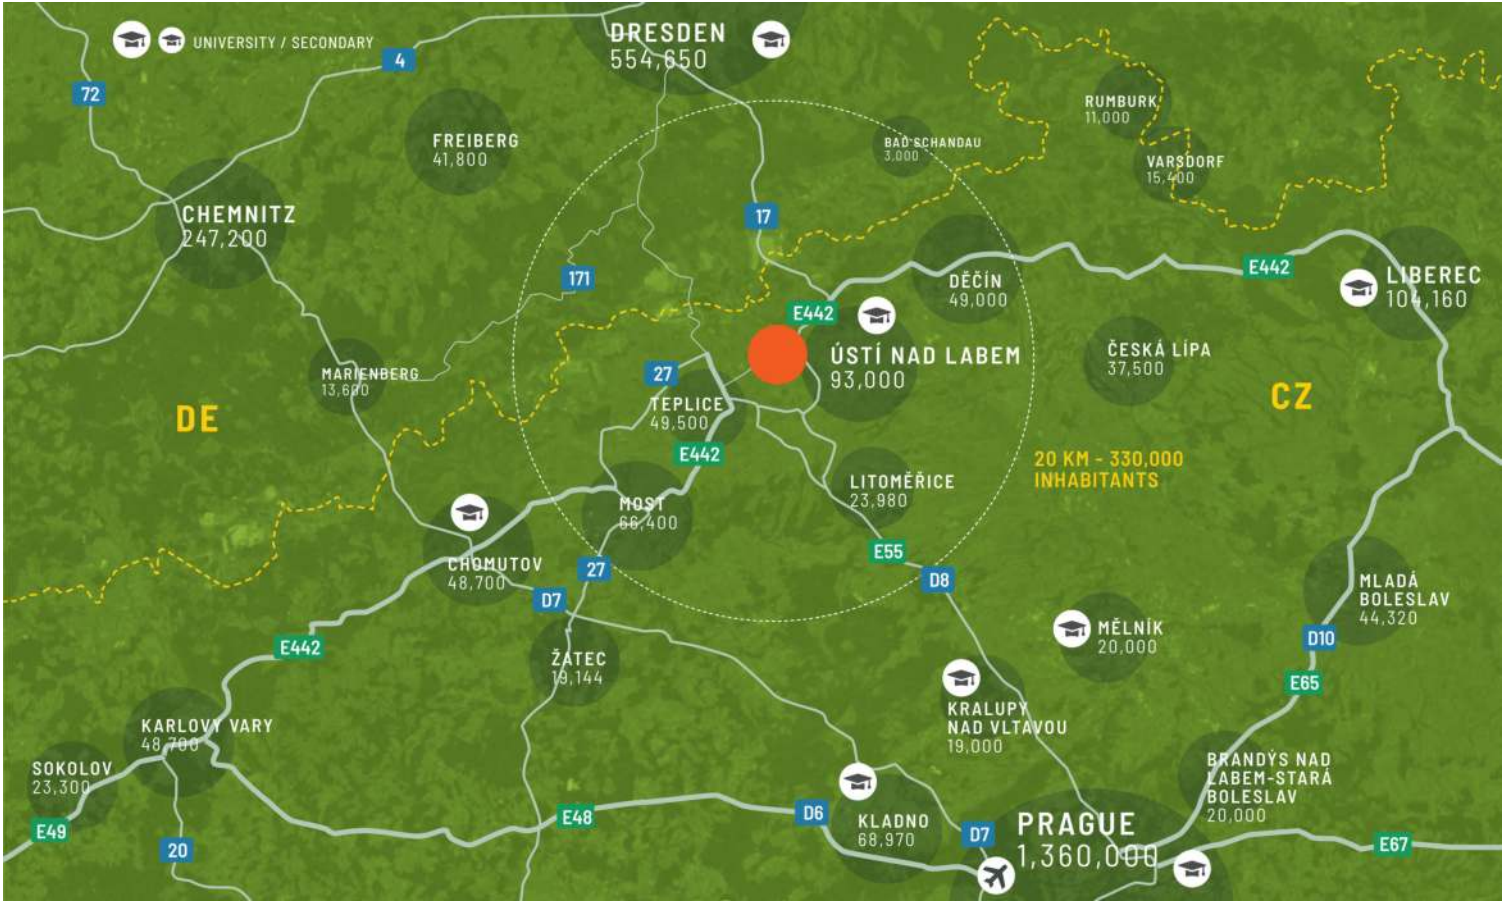 UNIVERSITY / SECONDARY
DRESDEN
554,650
4
72
RUMBURK
11,000
FREIBERG
41,800
BAD SCHANDAU
3,000
VARSDORF
15,400
CHEMNITZ
247,200
17
171
E442
LIBEREC
104,160
DĚČÍN
49,000
E442
ÚSTÍ NAD LABEM
93,000
ČESKÁ LÍPA
37,500
MARIENBERG
13,600
27
DE
CZ
TEPLICE
49,500
E442
20 KM - 330,000
INHABITANTS
LITOMĚŘICE
23,980
MOST
66,400
E55
CHOMUTOV
48,700
27
D8
D7
MLADÁ
BOLESLAV
44,320
MĚLNÍK
20,000
D10
E442
ŽATEC
19,144
E65
KRALUPY
NAD VLTAVOU
19,000
KARLOVY VARY
48,700
SOKOLOV
23,300
BRANDÝS NAD
LABEM-STARÁ
BOLESLAV
20,000
E49
E48
D6
KLADNO
68,970
D7
PRAGUE
1,360,000
E67
20